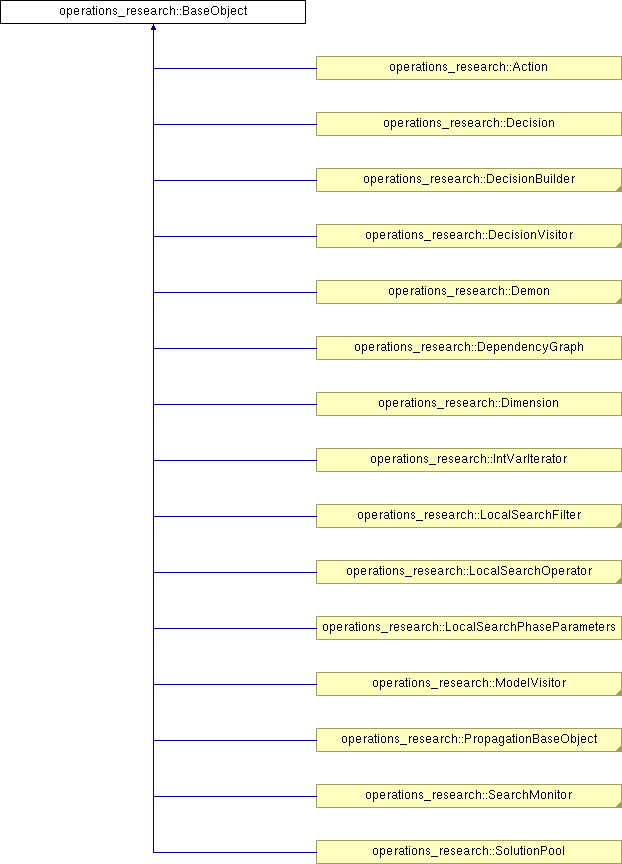 operations_research::BaseObject
operations_research::Action
operations_research::Decision
operations_research::DecisionBuilder
operations_research::DecisionVisitor
operations_research::Demon
operations_research::DependencyGraph
operations_research::Dimension
operations_research::IntVarIterator
operations_research::LocalSearchFilter
operations_research::LocalSearchOperator
operations_research::LocalSearchPhaseParameters
operations_research::ModelVisitor
operations_research::PropagationBaseObject
operations_research::SearchMonitor
operations_research::SolutionPool